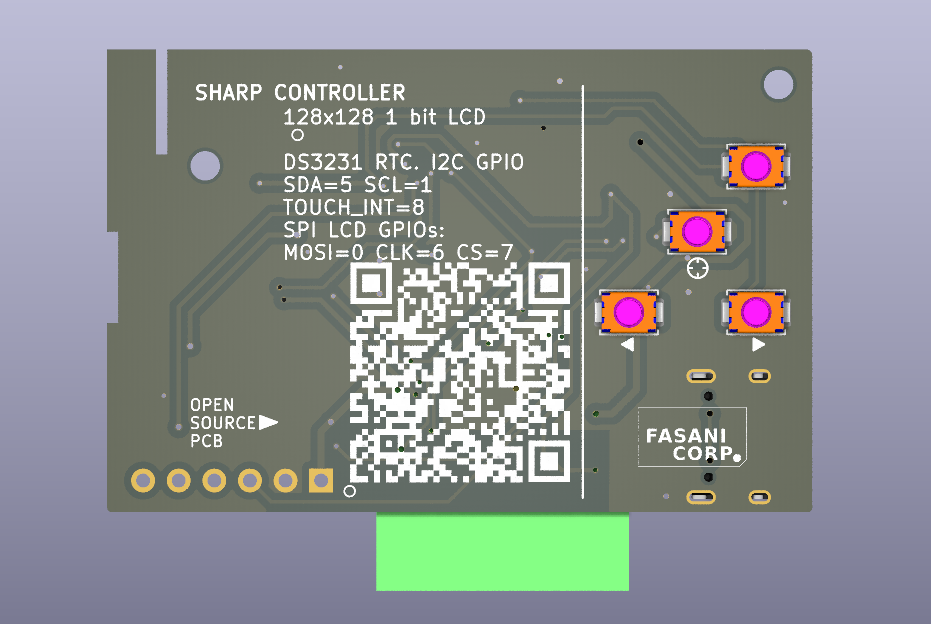 SHARP CONTROLLER
128x128 1 bit LCD
DS3231 RTC. I2C GPIO
SDA=5 SCL=1
TOUCH_INT=8
SPI LCD GPIOs:
MOSI=0 CLK=6 CS=7
OPEN
SOURCE
PCB
FASANI
CORP.